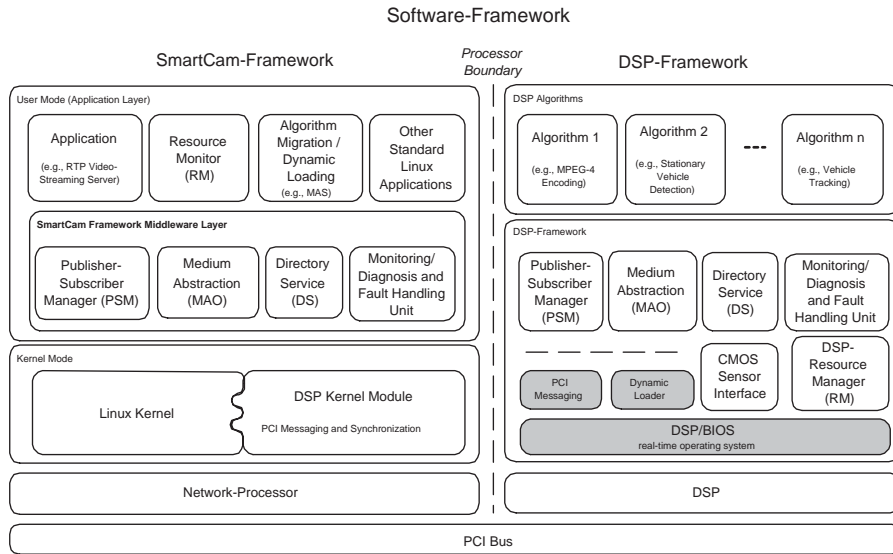 Software-Framework
SmartCam-Framework
Processor
Boundary
DSP-Framework
User Mode (Application Layer)
Application
(e.g., RTP Video-
Streaming Server)
Resource
Monitor
(RM)
Algorithm
Migration /
Dynamic
Loading
(e.g., MAS)
Other
Standard
Linux
Applications
SmartCam Framework Middleware Layer
Publisher-
Subscriber
Manager (PSM)
Medium
Abstraction
(MAO)
Directory
Service
(DS)
Monitoring/
Diagnosis and
Fault Handling
Unit
Kernel Mode
Linux Kernel
DSP Kernel Module
PCI Messaging and Synchronization
Network-Processor
DSP Algorithms
Algorithm 1
(e.g., MPEG-4
Encoding)
Algorithm 2
(e.g., Stationary
Vehicle
Detection)
Algorithm n
(e.g., Vehicle
Tracking)
DSP-Framework
Publisher-
Subscriber
Manager
(PSM)
Medium
Abstraction
(MAO)
Directory
Service
(DS)
Monitoring/
Diagnosis
and Fault
Handling Unit
PCI
Messaging
Dynamic
Loader
CMOS
Sensor
Interface
DSP-
Resource
Manager
(RM)
DSP/BIOS
real-time operating system
DSP
PCI Bus